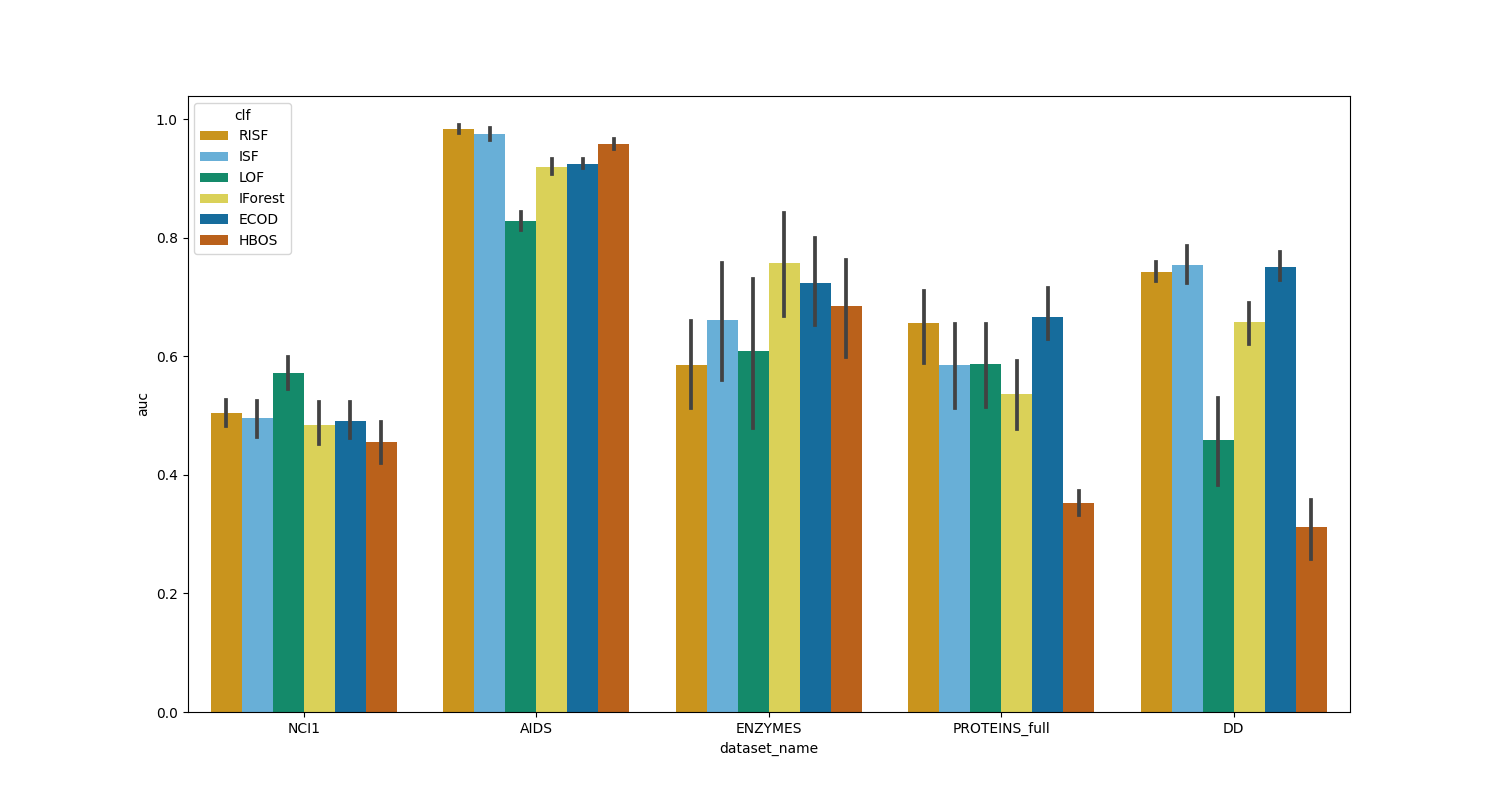 clf
RISF
ISF
LOF
IForest
ECOD
HBOS
1.0
0.8
0.6
0.4
0.2
0.0
auc
NCI1
AIDS
ENZYMES
PROTEINS_full
DD
dataset_name